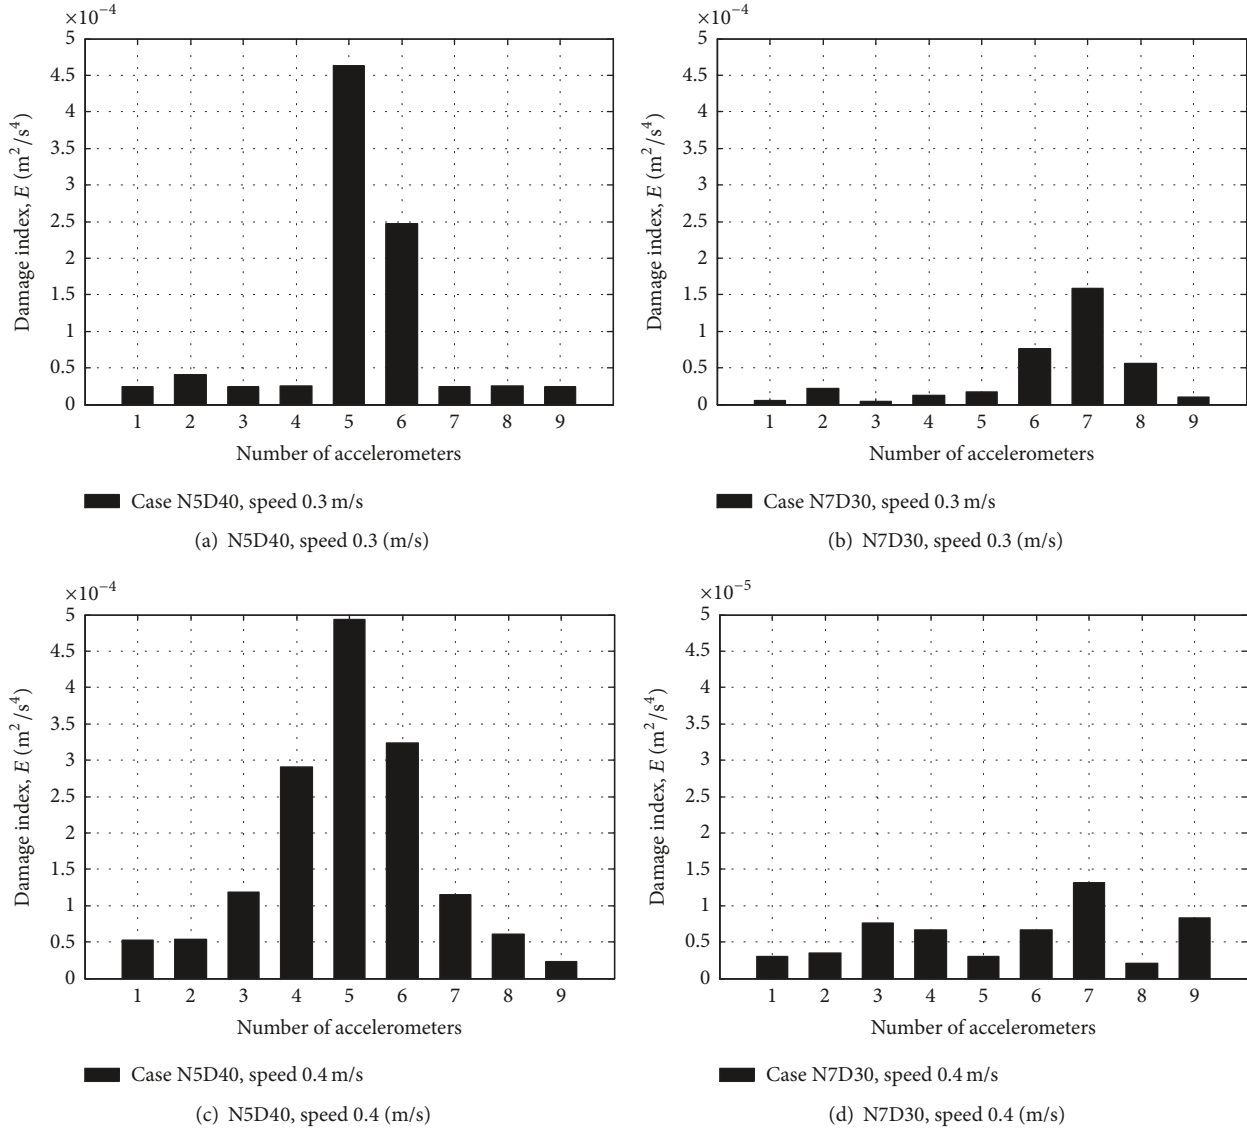 ×10⁻⁴
5
4.5
4
3.5
3
2.5
2
1.5
1
0.5
0
Damage index, E (m²/s⁴)
1 2 3 4 5 6 7 8 9
Number of accelerometers
Case N5D40, speed 0.3 m/s
(a) N5D40, speed 0.3 (m/s)
×10⁻⁴
5
4.5
4
3.5
3
2.5
2
1.5
1
0.5
0
Damage index, E (m²/s⁴)
1 2 3 4 5 6 7 8 9
Number of accelerometers
Case N7D30, speed 0.3 m/s
(b) N7D30, speed 0.3 (m/s)
×10⁻⁴
5
4.5
4
3.5
3
2.5
2
1.5
1
0.5
0
Damage index, E (m²/s⁴)
1 2 3 4 5 6 7 8 9
Number of accelerometers
Case N5D40, speed 0.4 m/s
(c) N5D40, speed 0.4 (m/s)
×10⁻⁵
5
4.5
4
3.5
3
2.5
2
1.5
1
0.5
0
Damage index, E (m²/s⁴)
1 2 3 4 5 6 7 8 9
Number of accelerometers
Case N7D30, speed 0.4 m/s
(d) N7D30, speed 0.4 (m/s)